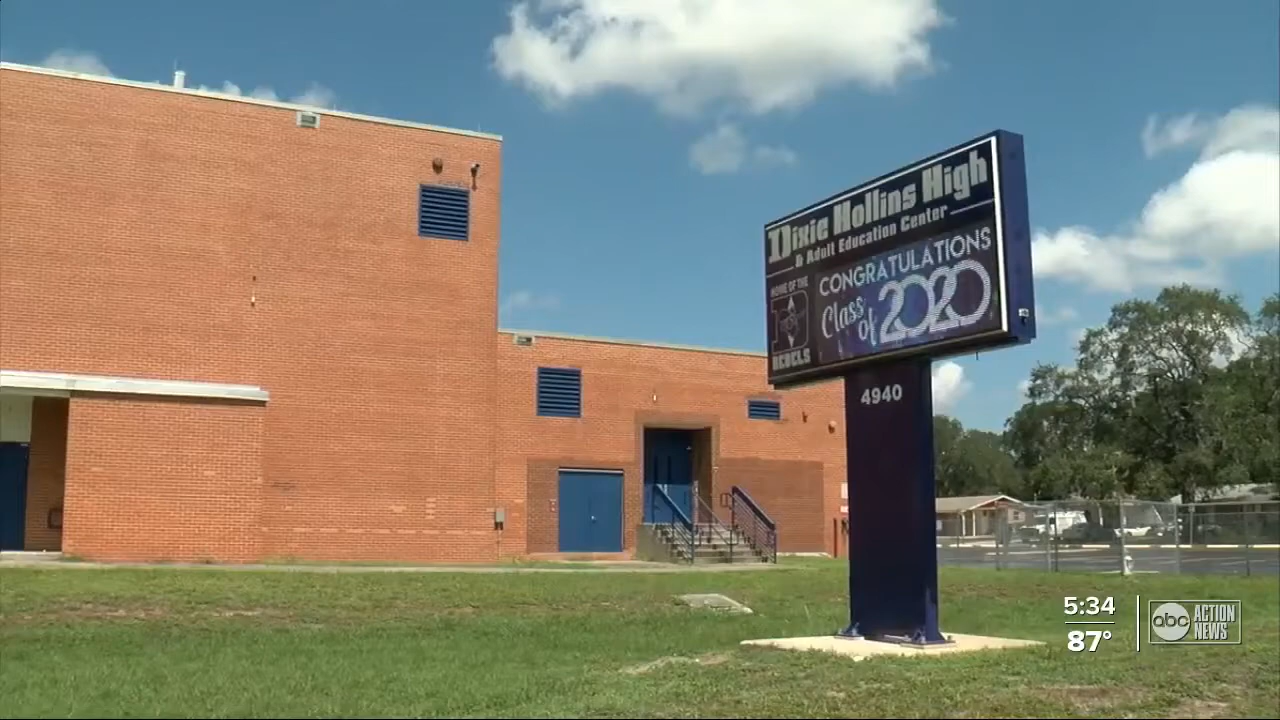 Dixie Hollins High
& Adult Education Center
HOME OF THE
D
REBELS
CONGRATULATIONS
Class
of 2020
4940
5:34
87°
abc ACTION
NEWS